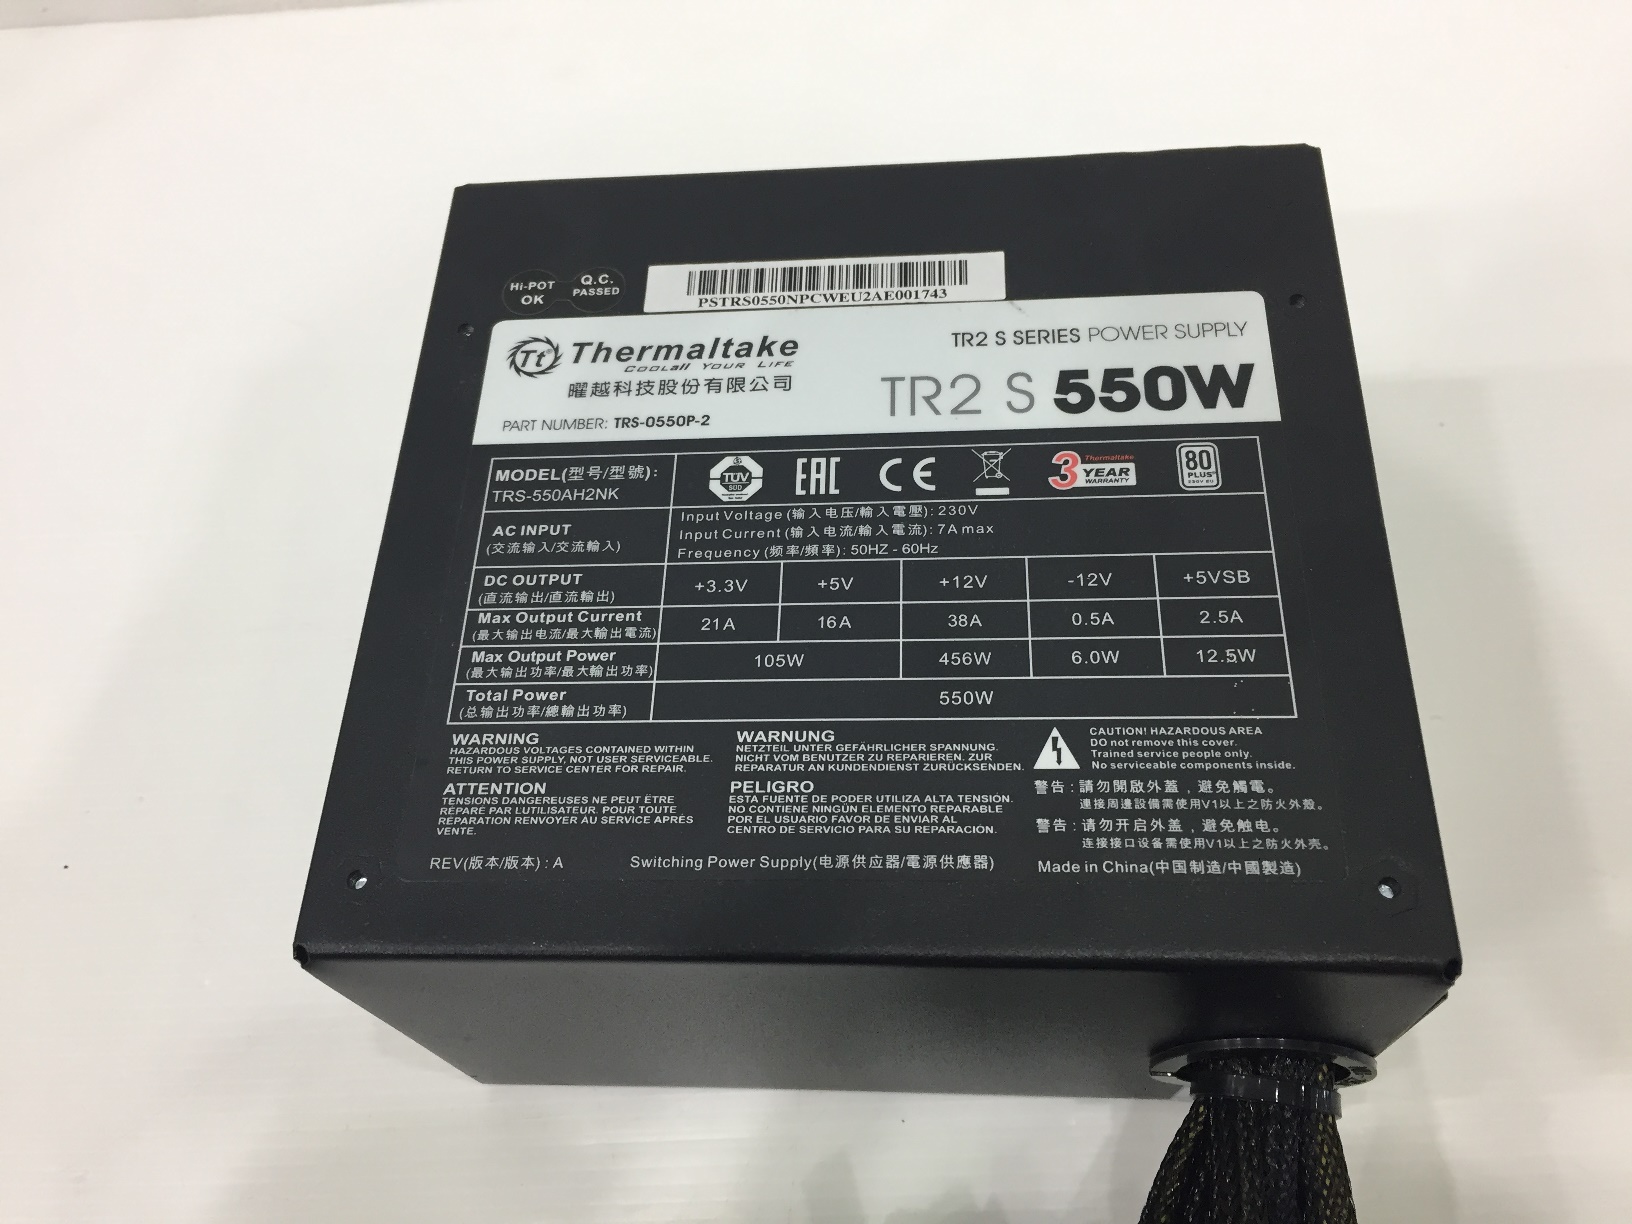 Hi-POT
OK
Q.C.
PASSED
PSTRS0550NPCWEU2AE001743
Tt Thermaltake
COOLall YOUR LIFE
曜越科技股份有限公司
PART NUMBER: TRS-0550P-2
TR2 S SERIES POWER SUPPLY
TR2 S 550W
MODEL(型号/型號):
TRS-550AH2NK
TÜV
SÜD
EAC
CE
3 Thermaltake
YEAR
WARRANTY
80
PLUS
230V EU
AC INPUT
(交流输入/交流輸入)
Input Voltage (输入电压/輸入電壓): 230V
Input Current (输入电流/輸入電流): 7A max
Frequency (频率/頻率): 50HZ - 60Hz
DC OUTPUT
(直流输出/直流輸出)
+3.3V +5V +12V -12V +5VSB
Max Output Current
(最大输出电流/最大輸出電流)
21A 16A 38A 0.5A 2.5A
Max Output Power
(最大输出功率/最大輸出功率)
105W 456W 6.0W 12.5W
Total Power
(总输出功率/總輸出功率)
550W
WARNING
HAZARDOUS VOLTAGES CONTAINED WITHIN
THIS POWER SUPPLY, NOT USER SERVICEABLE.
RETURN TO SERVICE CENTER FOR REPAIR.
ATTENTION
TENSIONS DANGEREUSES NE PEUT ÊTRE
RÉPARÉ PAR L'UTILISATEUR. POUR TOUTE
RÉPARATION RENVOYER AU SERVICE APRÈS
VENTE.
WARNUNG
NETZTEIL UNTER GEFÄHRLICHER SPANNUNG.
NICHT VOM BENUTZER ZU REPARIEREN. ZUR
REPARATUR AN KUNDENDIENST ZURÜCKSENDEN.
PELIGRO
ESTA FUENTE DE PODER UTILIZA ALTA TENSIÓN.
NO CONTIENE NINGÚN ELEMENTO REPARABLE
POR EL USUARIO FAVOR DE ENVIAR AL
CENTRO DE SERVICIO PARA SU REPARACIÓN.
CAUTION! HAZARDOUS AREA
DO not remove this cover.
Trained service people only.
No serviceable components inside.
警告：請勿開啟外蓋，避免觸電。
連接周邊設備需使用V1以上之防火外殼。
警告：请勿开启外盖，避免触电。
连接接口设备需使用V1以上之防火外壳。
REV(版本/版本) : A
Switching Power Supply(电源供应器/電源供應器)
Made in China(中国制造/中國製造)